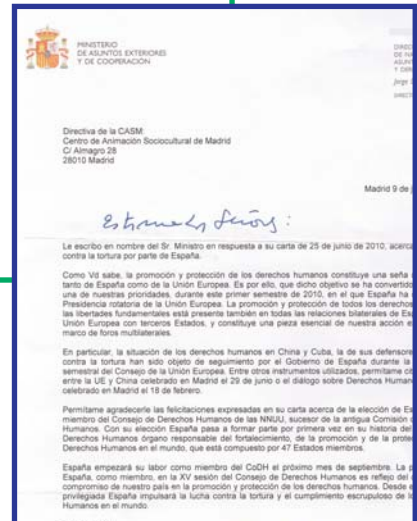 MINISTERIO
DE ASUNTOS EXTERIORES
Y DE COOPERACIÓN
DIREC
DE NA
ASUNT
Y DER
Jorge
DIRECT
Directiva de la CASM
Centro de Animación Sociocultural de Madrid
C/ Almagro 28
28010 Madrid
Madrid 9 de j
Estimados Señores:
Le escribo en nombre del Sr. Ministro en respuesta a su carta de 25 de junio de 2010, acerca
contra la tortura por parte de España.
Como Vd sabe, la promoción y protección de los derechos humanos constituye una seña
tanto de España como de la Unión Europea. Es por ello, que dicho objetivo se ha convertido
una de nuestras prioridades, durante este primer semestre de 2010, en el que España ha
Presidencia rotatoria de la Unión Europea. La promoción y protección de todos los derechos
las libertades fundamentales está presente también en todas las relaciones bilaterales de Es
Unión Europea con terceros Estados, y constituye una pieza esencial de nuestra acción e
marco de foros multilaterales.
En particular, la situación de los derechos humanos en China y Cuba, la de sus defensore
contra la tortura han sido objeto de seguimiento por el Gobierno de España durante la
semestral del Consejo de la Unión Europea. Entre otros instrumentos utilizados, permítame cit
entre la UE y China celebrado en Madrid el 29 de junio o el diálogo sobre Derechos Humanos
celebrado en Madrid el 18 de febrero.
Permítame agradecerle las felicitaciones expresadas en su carta acerca de la elección de Es
miembro del Consejo de Derechos Humanos de las NNUU, sucesor de la antigua Comisión
Humanos. Con su elección España pasa a formar parte por primera vez en su historia del
Derechos Humanos órgano responsable del fortalecimiento, de la promoción y de la prote
Derechos Humanos en el mundo, que está compuesto por 47 Estados miembros.
España empezará su labor como miembro del CoDH el próximo mes de septiembre. La p
España, como miembro, en la XV sesión del Consejo de Derechos Humanos es reflejo del
compromiso de nuestro país en la promoción y protección de los derechos humanos. Desde e
privilegiada España impulsará la lucha contra la tortura y el cumplimiento escrupuloso de lo
Humanos en el mundo.